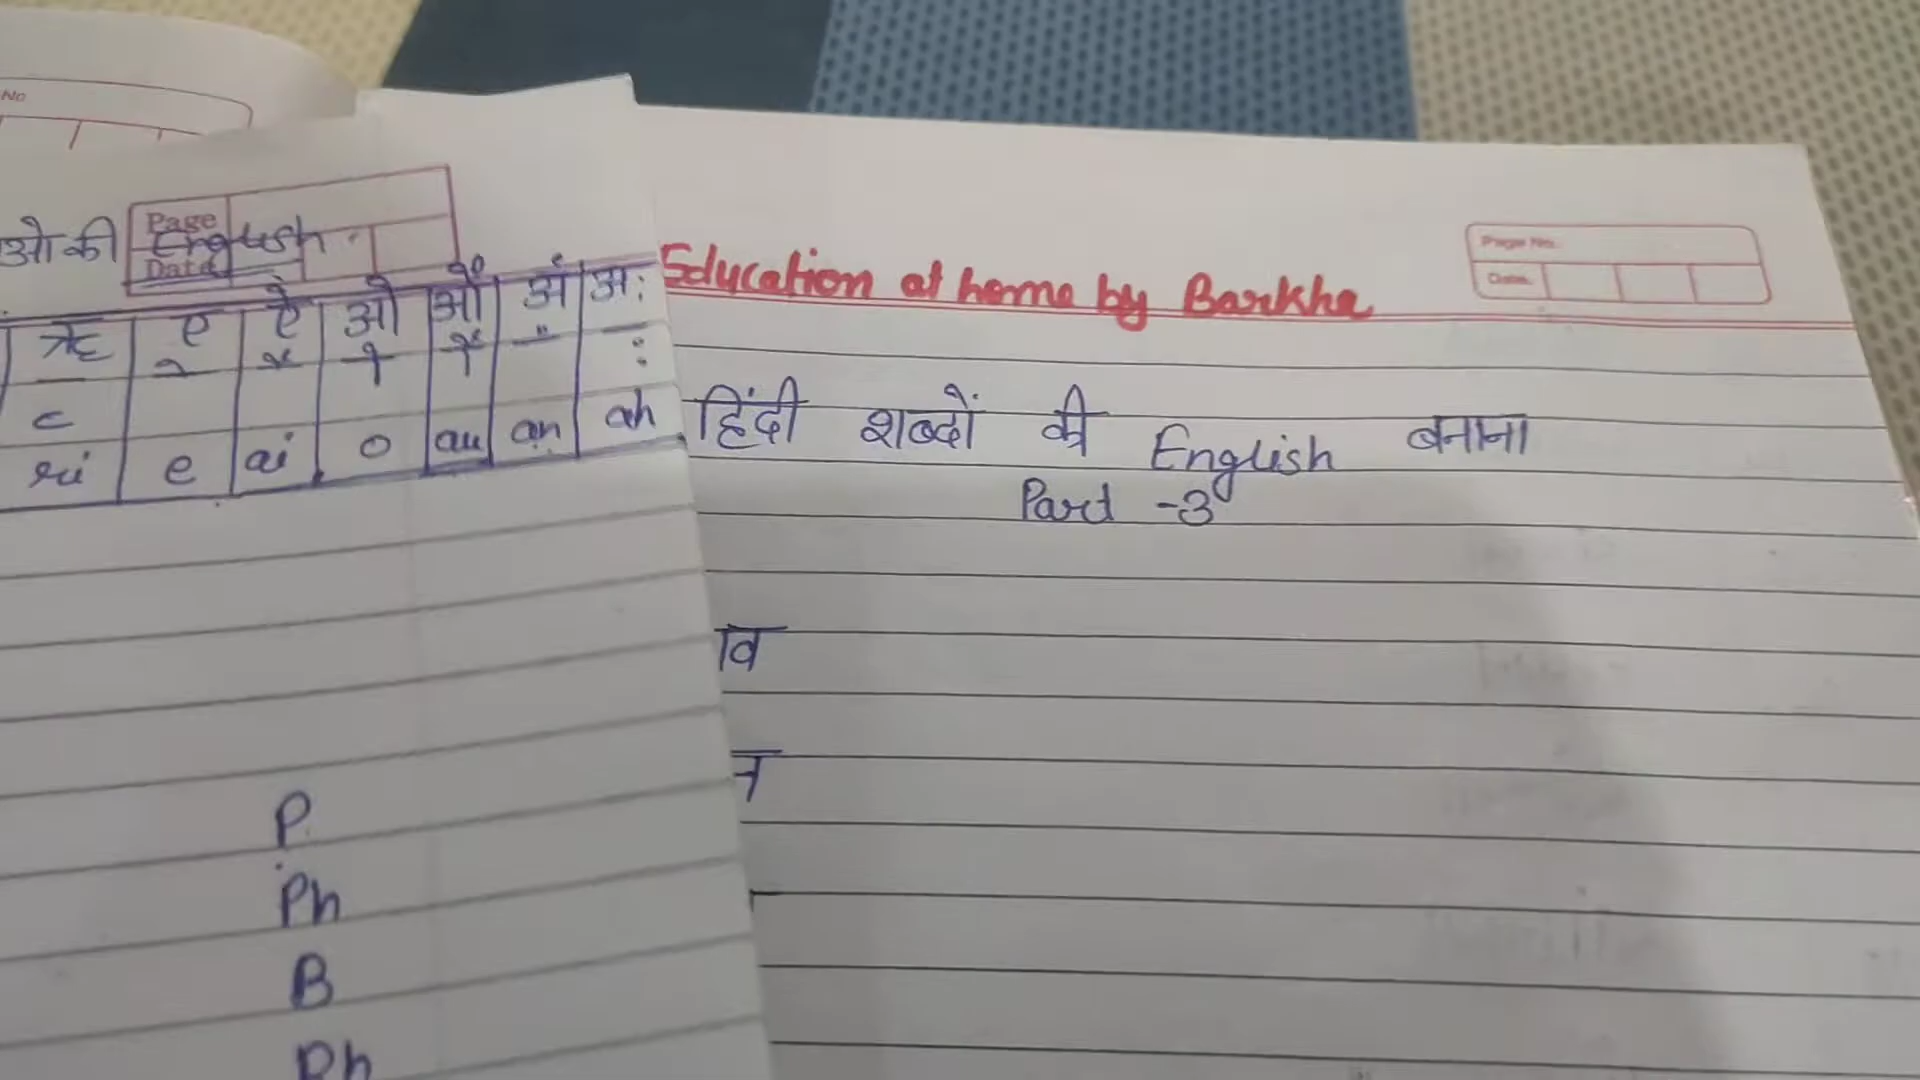 No
ओ की English
Page
Date
ऋ ए ऐ ओ औ अं अः
ृ े ै ो ौ ं ः
ri e ai o au an ah
P
Ph
B
Education at home by Barkha
Page No.
Date.
हिंदी शब्दों की English बनाना
Part -3